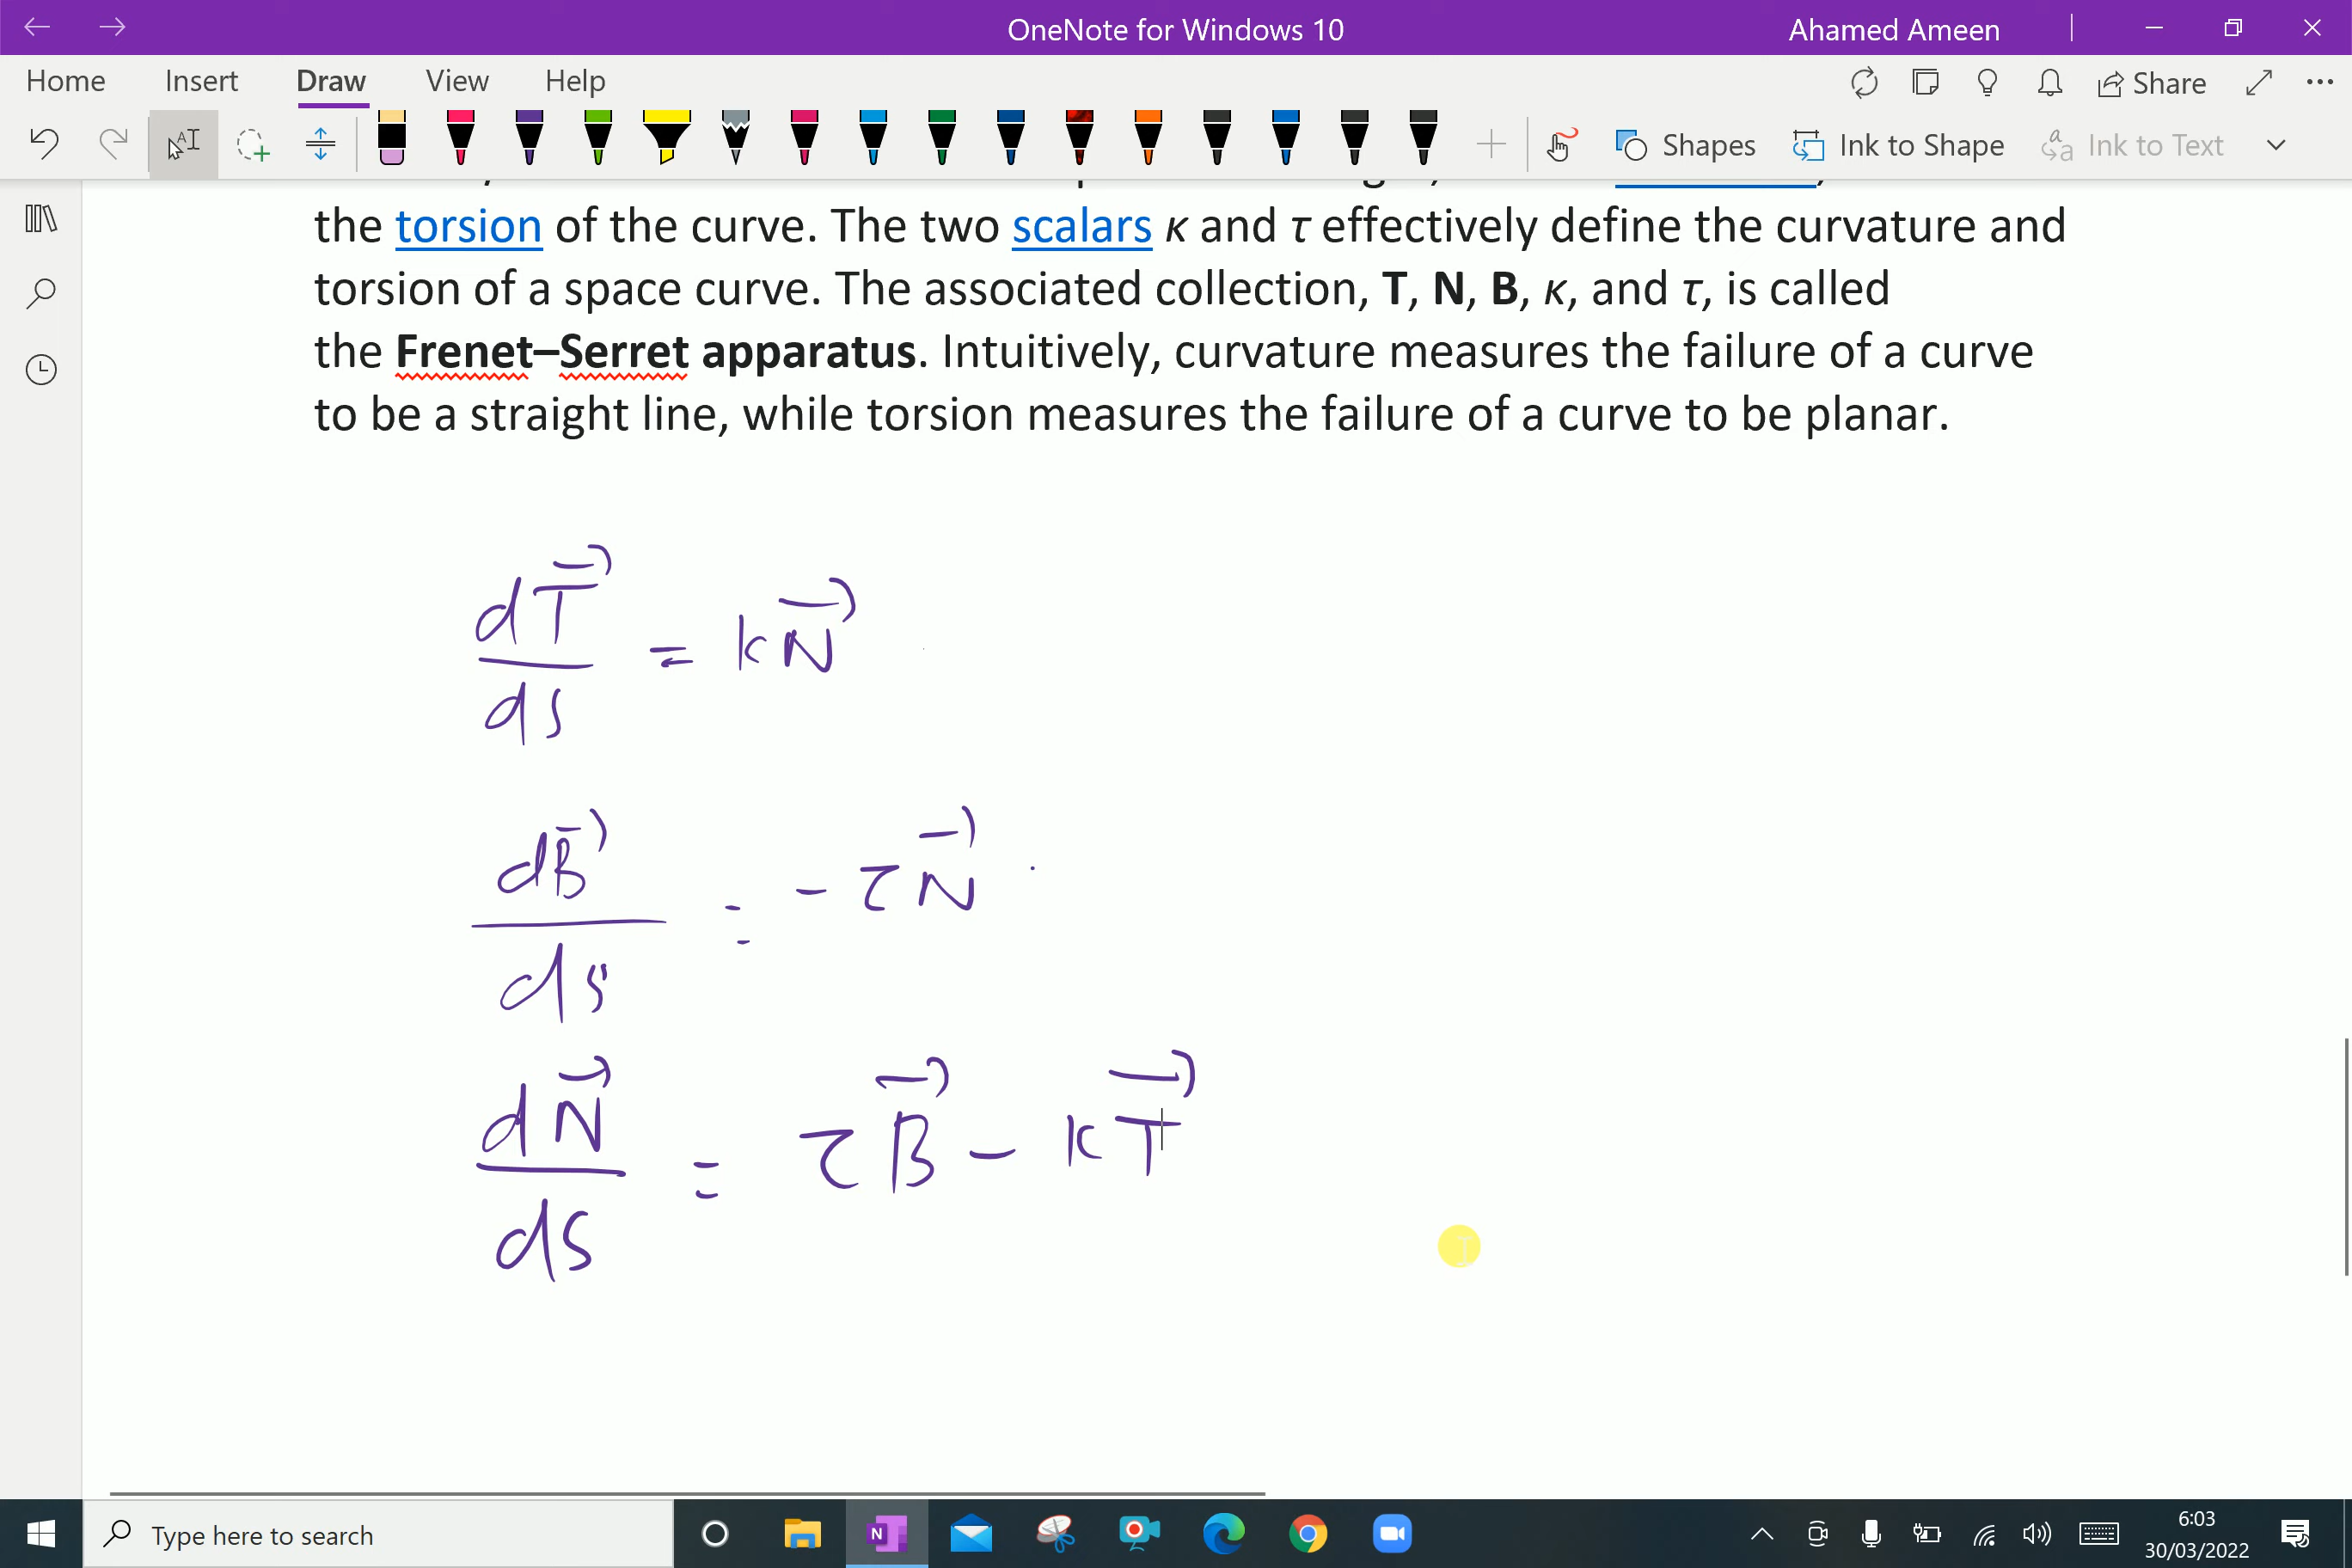 OneNote for Windows 10 Ahamed Ameen
Home Insert Draw View Help Share
Shapes Ink to Shape Ink to Text
the torsion of the curve. The two scalars κ and τ effectively define the curvature and
torsion of a space curve. The associated collection, T, N, B, κ, and τ, is called
the Frenet–Serret apparatus. Intuitively, curvature measures the failure of a curve
to be a straight line, while torsion measures the failure of a curve to be planar.
dT⃗/ds = kN⃗
dB⃗/ds = - τN⃗
dN⃗/ds = τB⃗ - kT⃗
Type here to search
6:03
30/03/2022